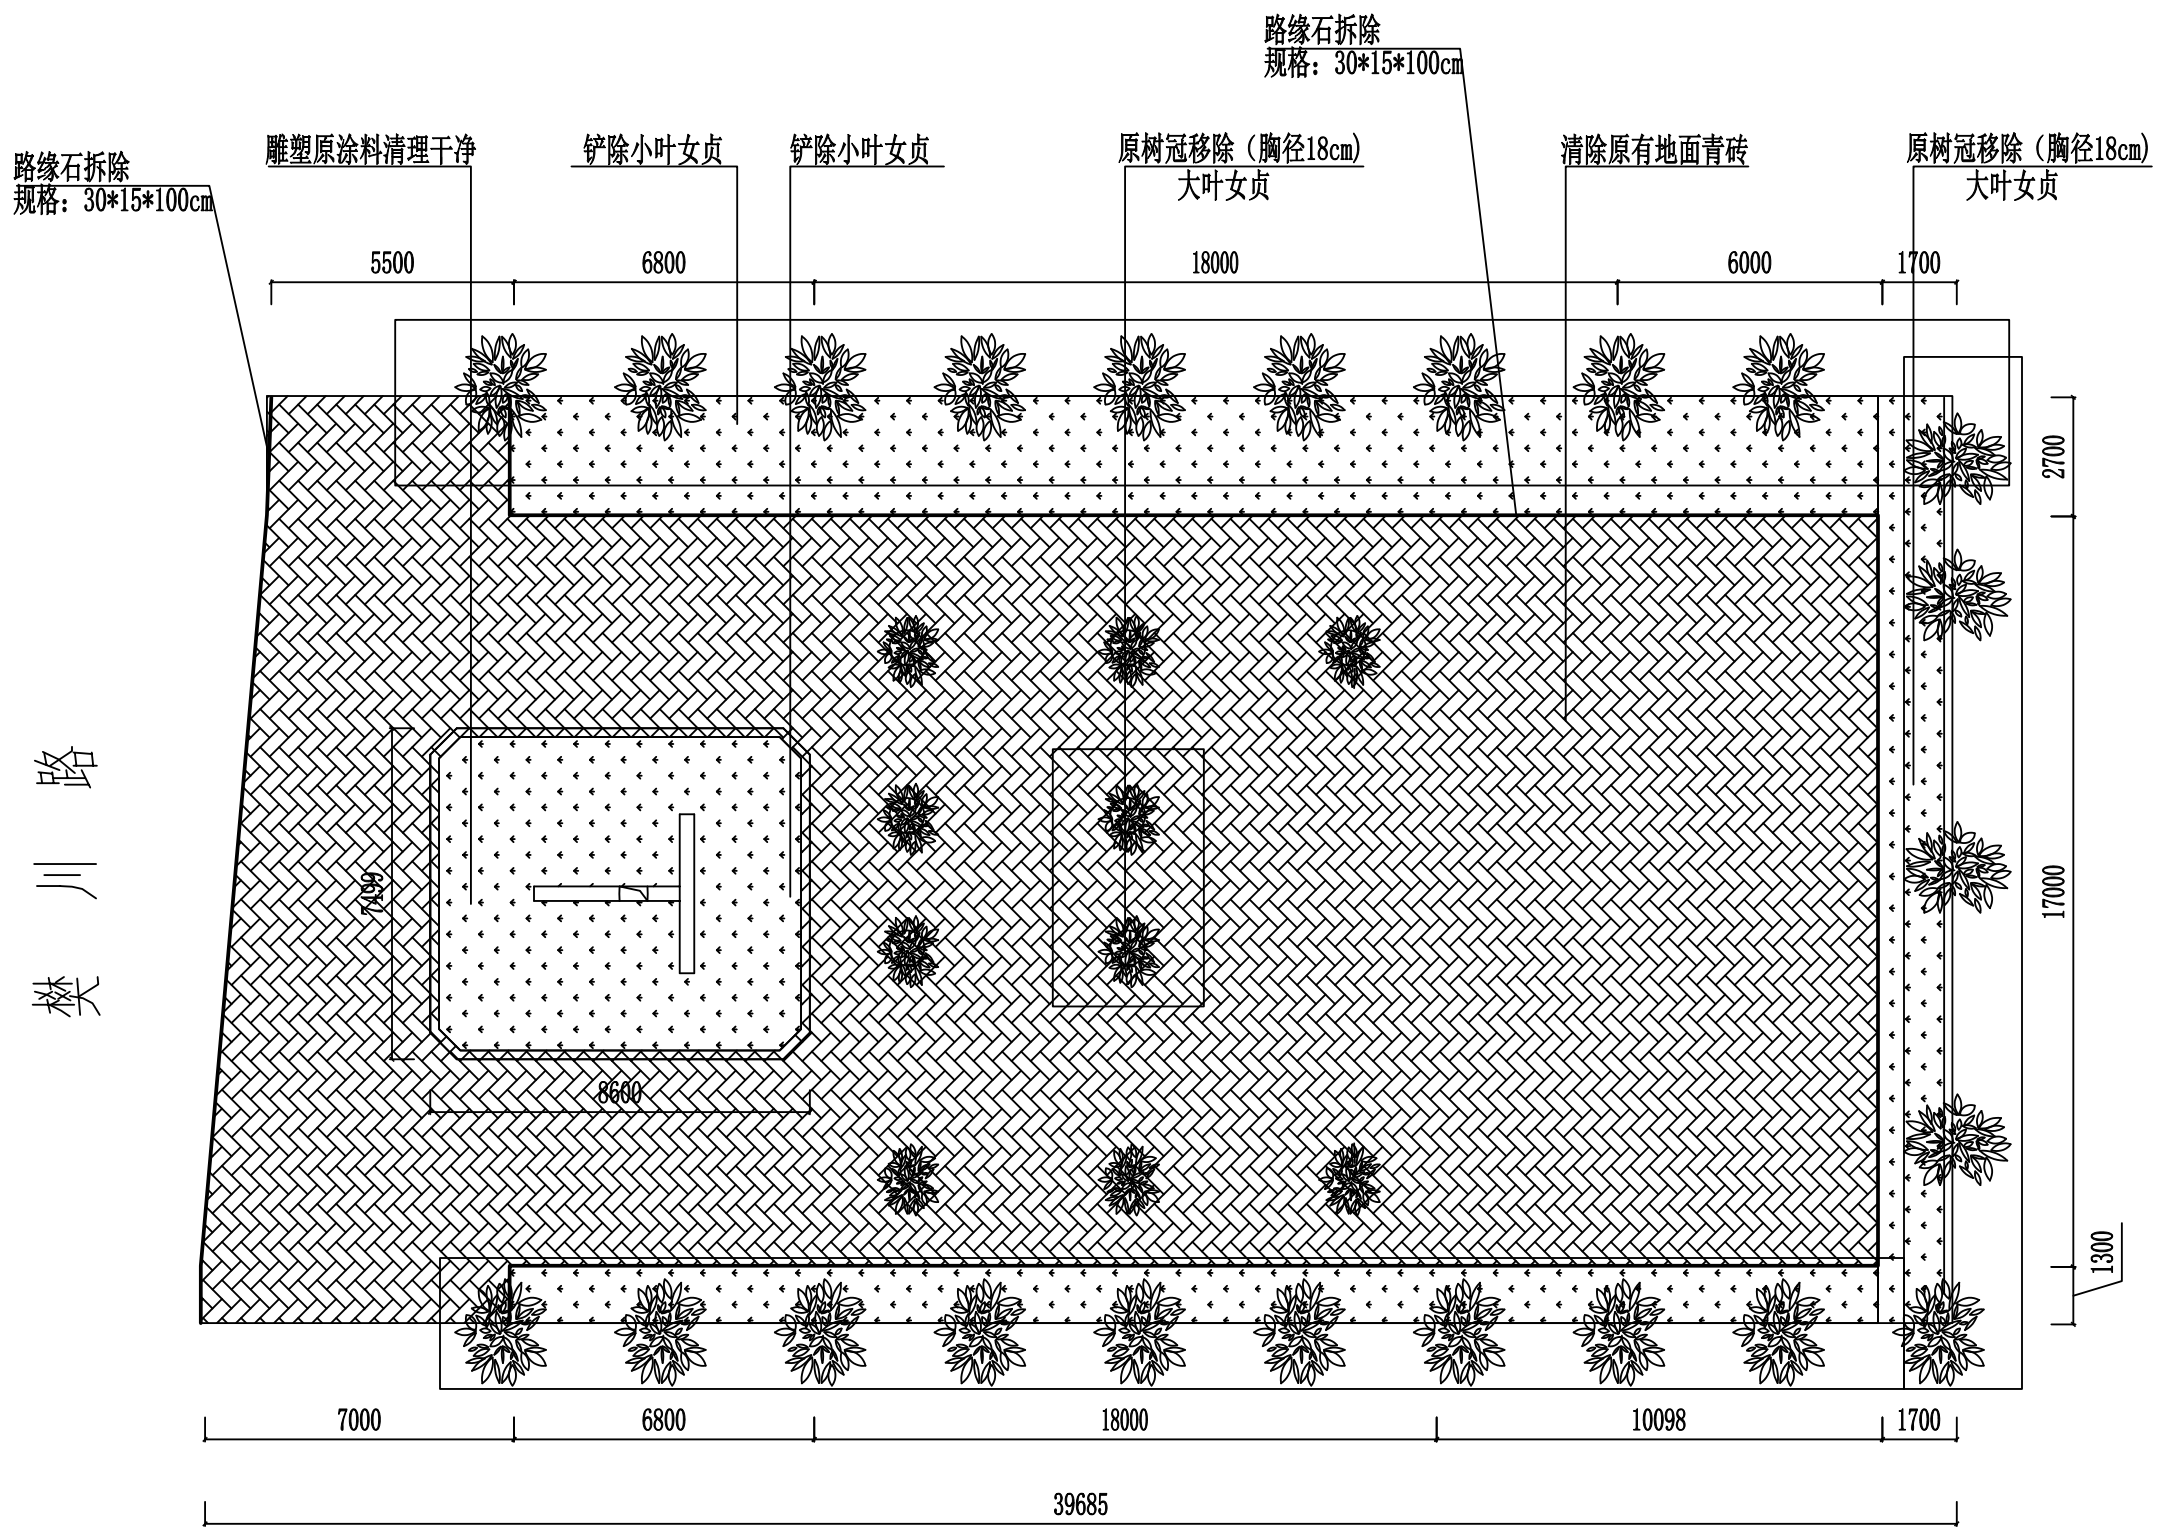 路缘石拆除
规格：30*15*100cm
路缘石拆除
规格：30*15*100cm
雕塑原涂料清理干净
铲除小叶女贞
铲除小叶女贞
原树冠移除（胸径18cm）
大叶女贞
清除原有地面青砖
原树冠移除（胸径18cm）
大叶女贞
5500
6800
18000
6000
1700
2700
17000
1300
7499
8600
樊川路
7000
6800
18000
10098
1700
39685